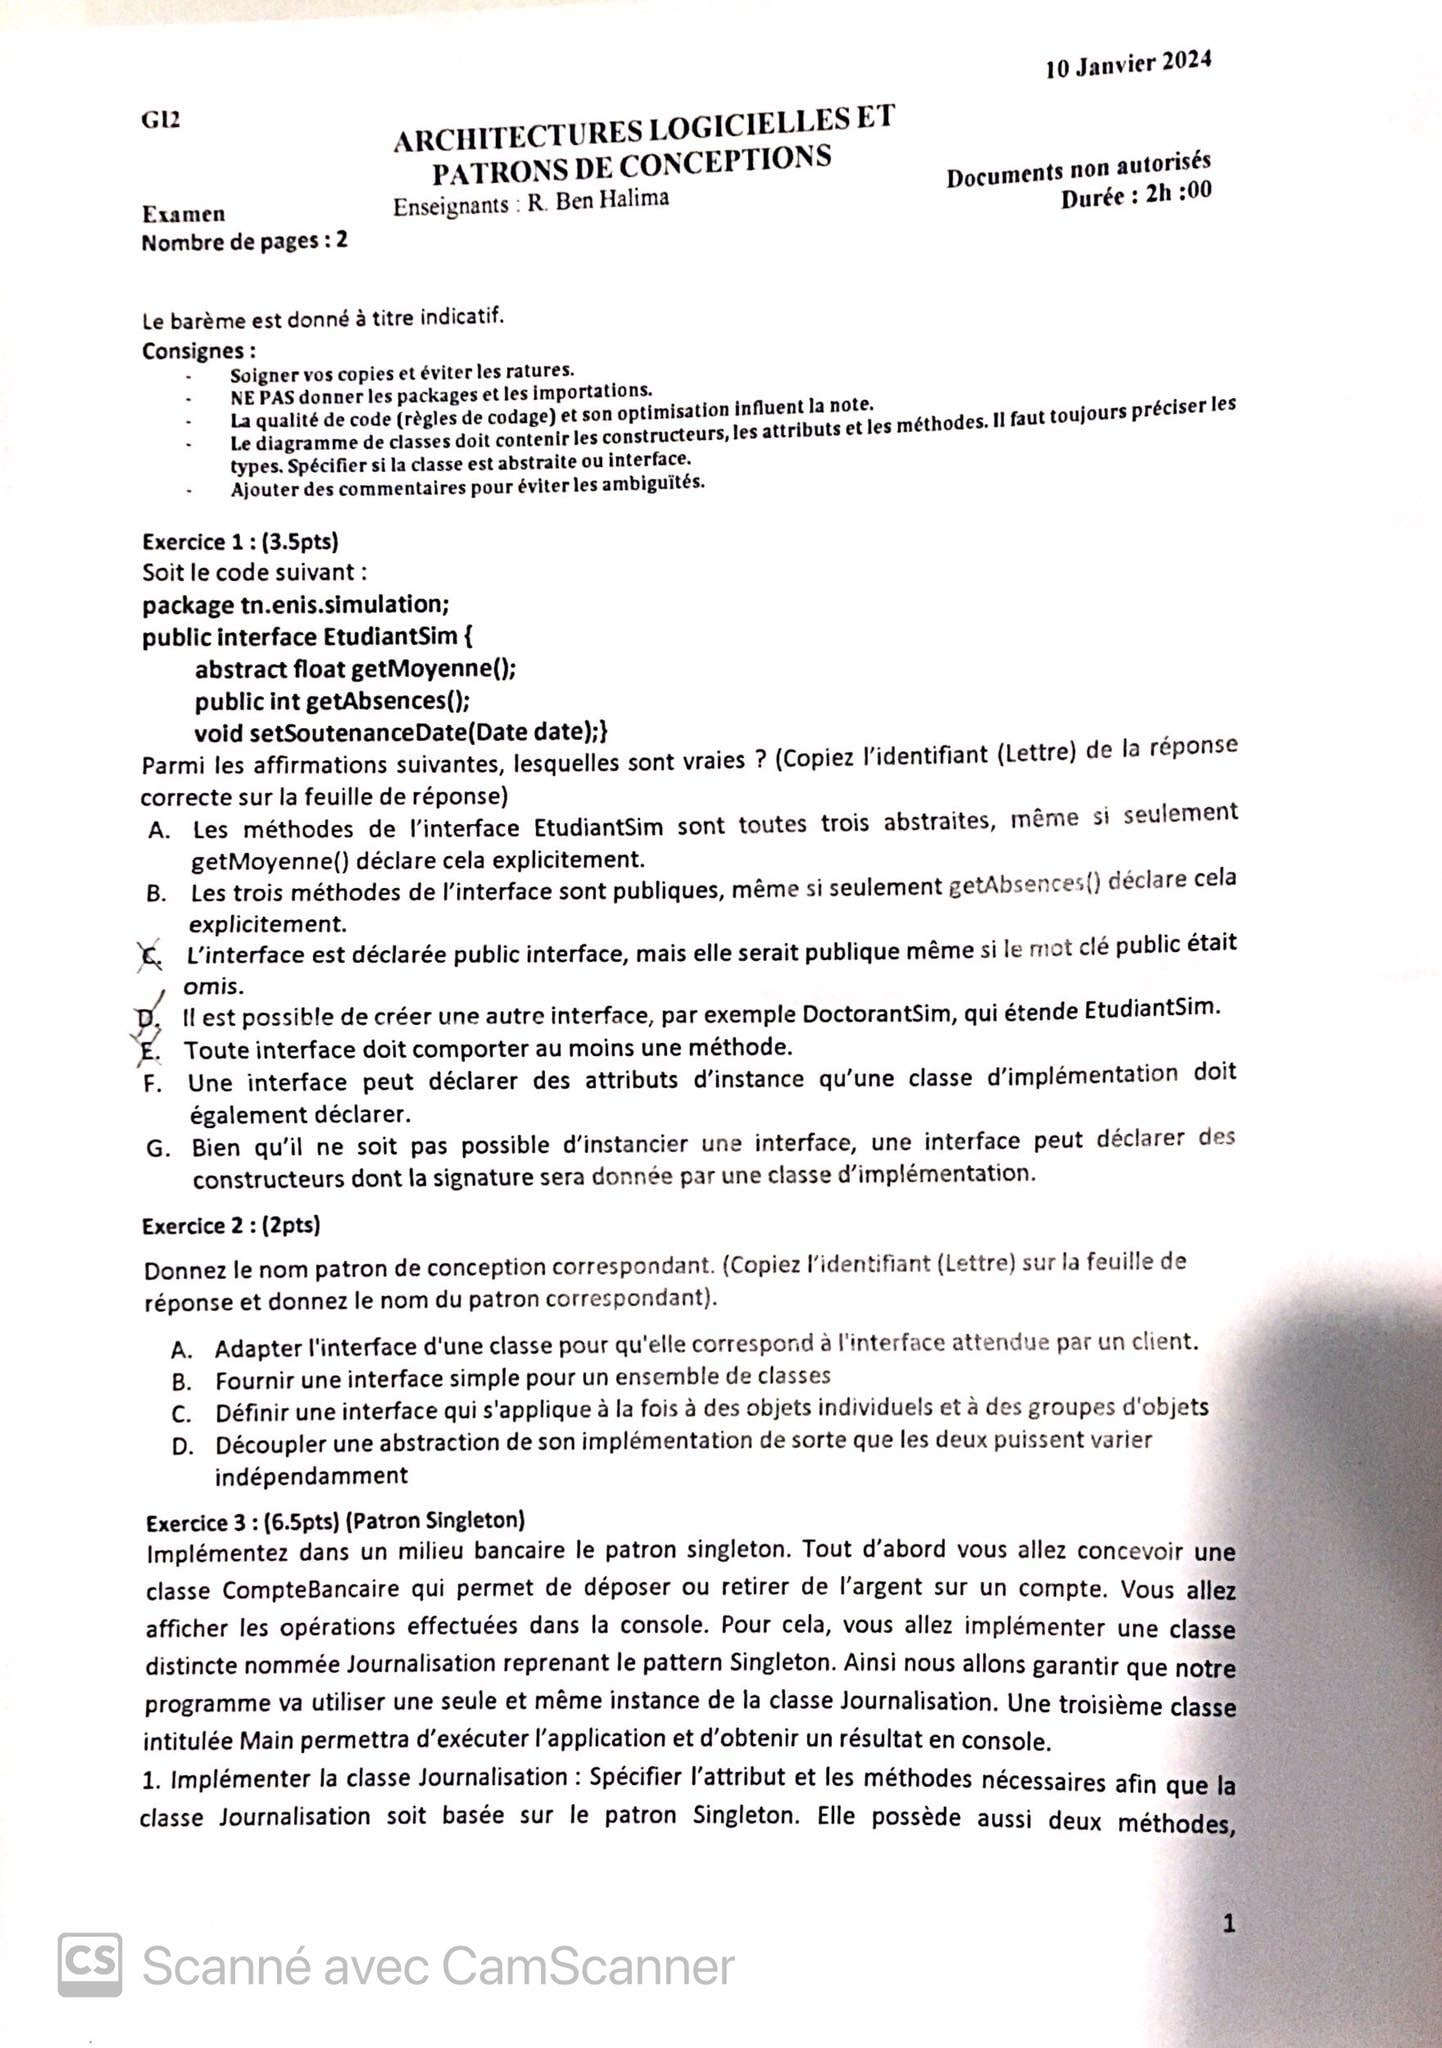 10 Janvier 2024
GI2
ARCHITECTURES LOGICIELLES ET
PATRONS DE CONCEPTIONS
Documents non autorisés
Enseignants : R. Ben Halima
Durée : 2h :00
Examen
Nombre de pages : 2
Le barème est donné à titre indicatif.
Consignes :
- Soigner vos copies et éviter les ratures.
- NE PAS donner les packages et les importations.
- La qualité de code (règles de codage) et son optimisation influent la note.
- Le diagramme de classes doit contenir les constructeurs, les attributs et les méthodes. Il faut toujours préciser les
types. Spécifier si la classe est abstraite ou interface.
- Ajouter des commentaires pour éviter les ambiguïtés.
Exercice 1 : (3.5pts)
Soit le code suivant :
package tn.enis.simulation;
public interface EtudiantSim {
abstract float getMoyenne();
public int getAbsences();
void setSoutenanceDate(Date date);}
Parmi les affirmations suivantes, lesquelles sont vraies ? (Copiez l'identifiant (Lettre) de la réponse
correcte sur la feuille de réponse)
A. Les méthodes de l'interface EtudiantSim sont toutes trois abstraites, même si seulement
getMoyenne() déclare cela explicitement.
B. Les trois méthodes de l'interface sont publiques, même si seulement getAbsences() déclare cela
explicitement.
C. L'interface est déclarée public interface, mais elle serait publique même si le mot clé public était
omis.
D. Il est possible de créer une autre interface, par exemple DoctorantSim, qui étende EtudiantSim.
E. Toute interface doit comporter au moins une méthode.
F. Une interface peut déclarer des attributs d'instance qu'une classe d'implémentation doit
également déclarer.
G. Bien qu'il ne soit pas possible d'instancier une interface, une interface peut déclarer des
constructeurs dont la signature sera donnée par une classe d'implémentation.
Exercice 2 : (2pts)
Donnez le nom patron de conception correspondant. (Copiez l'identifiant (Lettre) sur la feuille de
réponse et donnez le nom du patron correspondant).
A. Adapter l'interface d'une classe pour qu'elle correspond à l'interface attendue par un client.
B. Fournir une interface simple pour un ensemble de classes
C. Définir une interface qui s'applique à la fois à des objets individuels et à des groupes d'objets
D. Découpler une abstraction de son implémentation de sorte que les deux puissent varier
indépendamment
Exercice 3 : (6.5pts) (Patron Singleton)
Implémentez dans un milieu bancaire le patron singleton. Tout d'abord vous allez concevoir une
classe CompteBancaire qui permet de déposer ou retirer de l'argent sur un compte. Vous allez
afficher les opérations effectuées dans la console. Pour cela, vous allez implémenter une classe
distincte nommée Journalisation reprenant le pattern Singleton. Ainsi nous allons garantir que notre
programme va utiliser une seule et même instance de la classe Journalisation. Une troisième classe
intitulée Main permettra d'exécuter l'application et d'obtenir un résultat en console.
1. Implémenter la classe Journalisation : Spécifier l'attribut et les méthodes nécessaires afin que la
classe Journalisation soit basée sur le patron Singleton. Elle possède aussi deux méthodes,
1
CS Scanné avec CamScanner